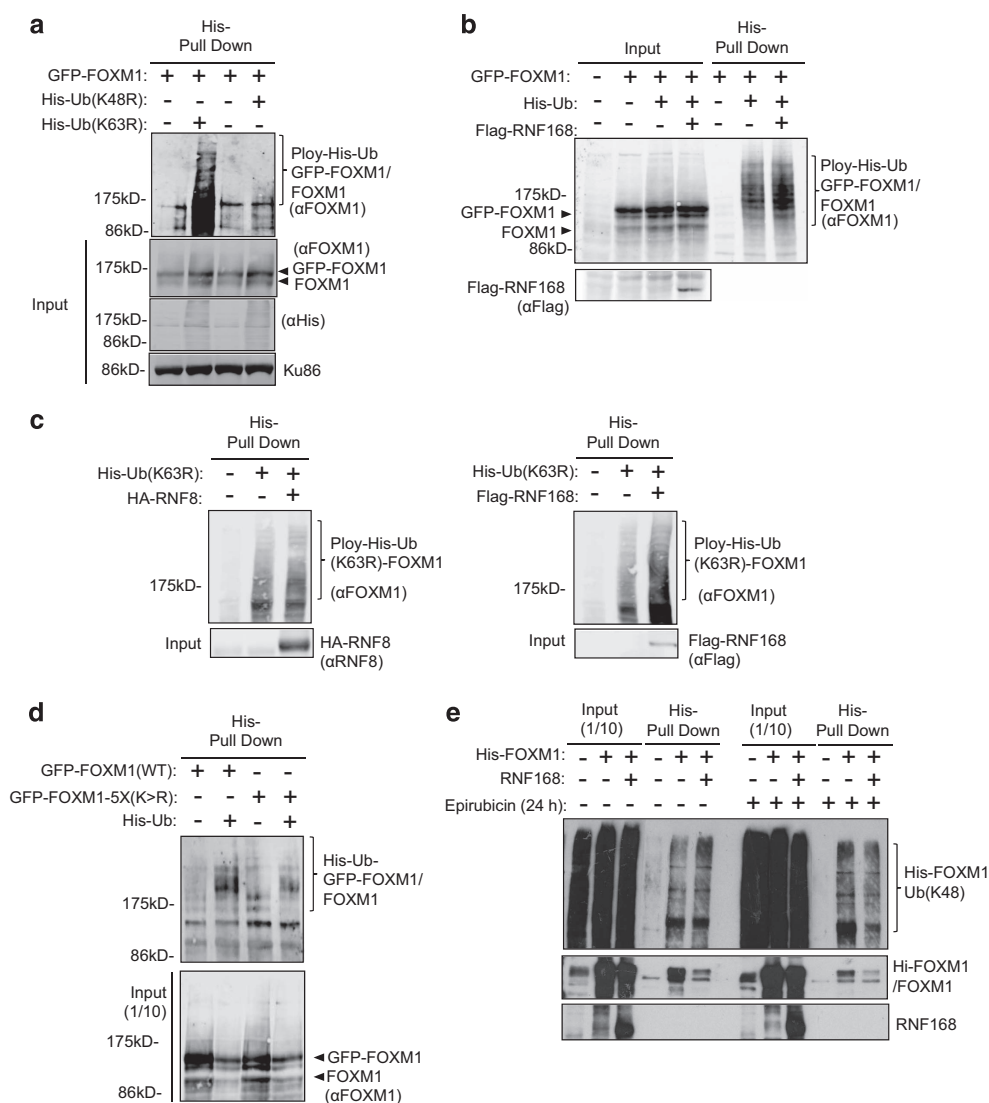 a
His-
Pull Down
GFP-FOXM1: + + + +
His-Ub(K48R): - - - +
His-Ub(K63R): - + - -
175kD-
86kD-
Ploy-His-Ub
GFP-FOXM1/
FOXM1
(αFOXM1)
Input
175kD-
(αFOXM1)
GFP-FOXM1
FOXM1
175kD-
86kD-
(αHis)
86kD-
Ku86
b
Input
His-
Pull Down
GFP-FOXM1: - + + + + + +
His-Ub: - - + + - + +
Flag-RNF168: - - - + - - +
175kD-
GFP-FOXM1
FOXM1
86kD-
Ploy-His-Ub
GFP-FOXM1/
FOXM1
(αFOXM1)
Flag-RNF168
(αFlag)
c
His-
Pull Down
His-Ub(K63R): - + +
HA-RNF8: - - +
175kD-
Ploy-His-Ub
(K63R)-FOXM1
(αFOXM1)
Input
HA-RNF8
(αRNF8)
His-
Pull Down
His-Ub(K63R): - + +
Flag-RNF168: - - +
175kD-
Ploy-His-Ub
(K63R)-FOXM1
(αFOXM1)
Input
Flag-RNF168
(αFlag)
d
His-
Pull Down
GFP-FOXM1(WT): + + - -
GFP-FOXM1-5X(K>R): - - + +
His-Ub: - + - +
175kD-
86kD-
His-Ub-
GFP-FOXM1/
FOXM1
Input
(1/10)
175kD-
86kD-
GFP-FOXM1
FOXM1
(αFOXM1)
e
Input
(1/10)
His-
Pull Down
Input
(1/10)
His-
Pull Down
His-FOXM1: - + + - + + - + + - + +
RNF168: - - + - - + - - + - - +
Epirubicin (24 h): - - - - - - + + + + + +
His-FOXM1
Ub(K48)
Hi-FOXM1
/FOXM1
RNF168